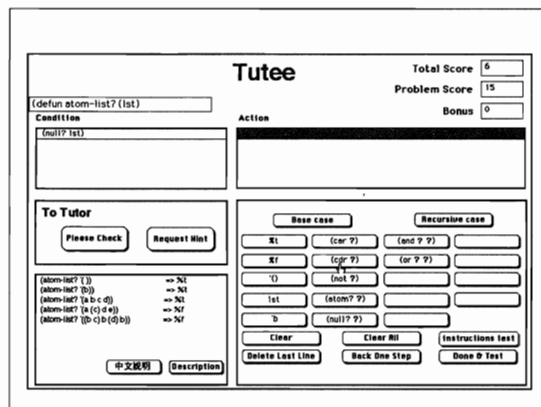 Tutee
Total Score 6
Problem Score 15
Bonus 0
(defun atom-list? (lst)
Condition
Action
(null? lst)
To Tutor
Please Check
Request Hint
Base case
Recursive case
%t (car ?) (and ? ?)
%f (cdr ?) (or ? ?)
'() (not ?)
lst (atom? ?)
'b (null? ?)
Clear
Clear All
Instructions test
Delete Last Line
Back One Step
Done & Test
(atom-list? '( )) => %t
(atom-list? '(b)) => %t
(atom-list? '(a b c d)) => %t
(atom-list? '(a (c) d e)) => %f
(atom-list? '((b c) b (d) b)) => %f
中文說明
Description